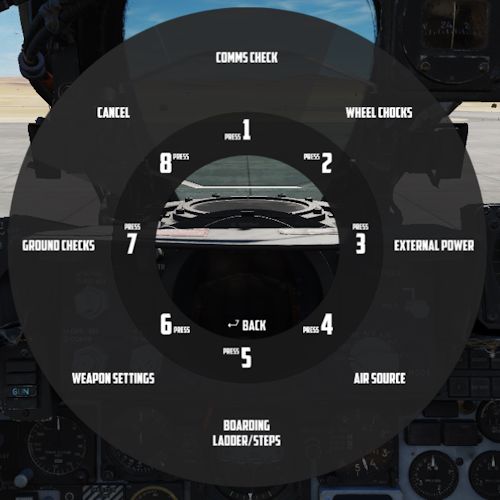 COMMS CHECK
CANCEL
WHEEL CHOCKS
PRESS 1
8 PRESS
PRESS 2
GROUND CHECKS
PRESS
7
PRESS
3
EXTERNAL POWER
6 PRESS
BACK
PRESS 4
PRESS 5
WEAPON SETTINGS
AIR SOURCE
GUN
BOARDING
LADDER/STEPS